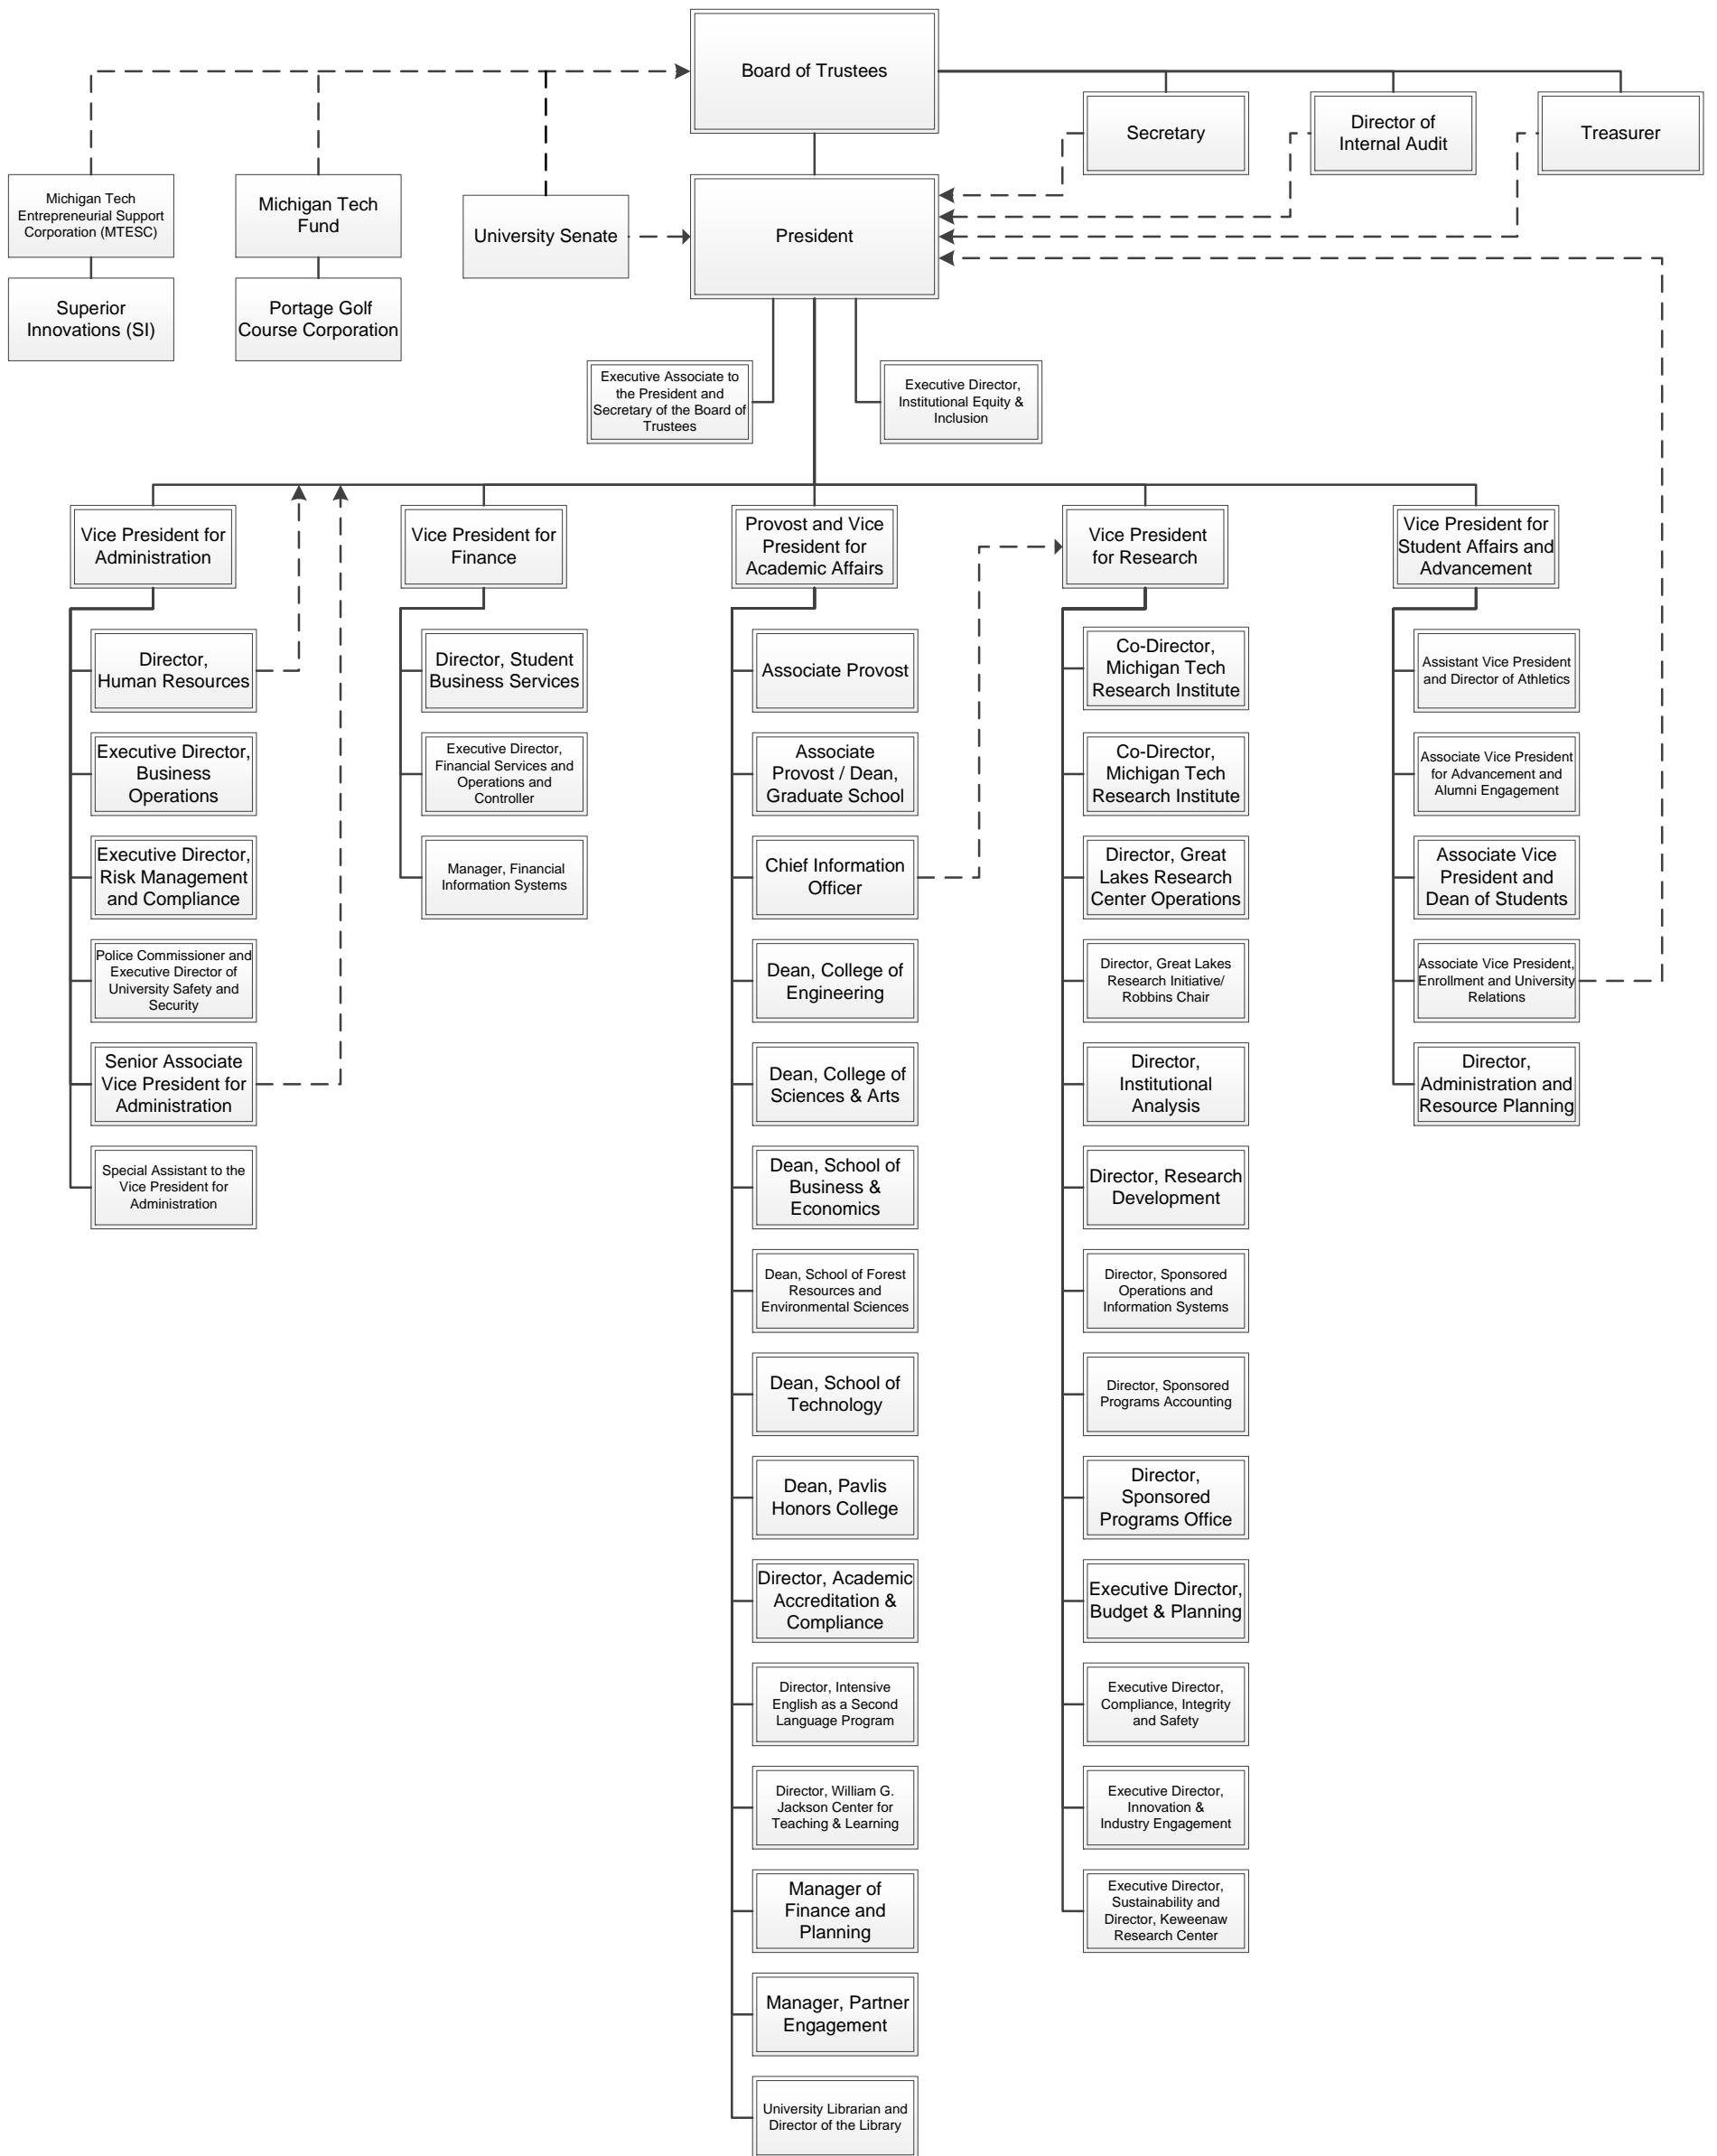 Board of Trustees
Secretary
Director of
Internal Audit
Treasurer
Michigan Tech
Entrepreneurial Support
Corporation (MTESC)
Michigan Tech
Fund
University Senate
President
Superior
Innovations (SI)
Portage Golf
Course Corporation
Executive Associate to
the President and
Secretary of the Board of
Trustees
Executive Director,
Institutional Equity &
Inclusion
Vice President for
Administration
Vice President for
Finance
Provost and Vice
President for
Academic Affairs
Vice President
for Research
Vice President for
Student Affairs and
Advancement
Director,
Human Resources
Executive Director,
Business
Operations
Executive Director,
Risk Management
and Compliance
Police Commissioner and
Executive Director of
University Safety and
Security
Senior Associate
Vice President for
Administration
Special Assistant to the
Vice President for
Administration
Director, Student
Business Services
Executive Director,
Financial Services and
Operations and
Controller
Manager, Financial
Information Systems
Associate Provost
Associate
Provost / Dean,
Graduate School
Chief Information
Officer
Dean, College of
Engineering
Dean, College of
Sciences & Arts
Dean, School of
Business &
Economics
Dean, School of Forest
Resources and
Environmental Sciences
Dean, School of
Technology
Dean, Pavlis
Honors College
Director, Academic
Accreditation &
Compliance
Director, Intensive
English as a Second
Language Program
Director, William G.
Jackson Center for
Teaching & Learning
Manager of
Finance and
Planning
Manager, Partner
Engagement
University Librarian and
Director of the Library
Co-Director,
Michigan Tech
Research Institute
Co-Director,
Michigan Tech
Research Institute
Director, Great
Lakes Research
Center Operations
Director, Great Lakes
Research Initiative/
Robbins Chair
Director,
Institutional
Analysis
Director, Research
Development
Director, Sponsored
Operations and
Information Systems
Director, Sponsored
Programs Accounting
Director,
Sponsored
Programs Office
Executive Director,
Budget & Planning
Executive Director,
Compliance, Integrity
and Safety
Executive Director,
Innovation &
Industry Engagement
Executive Director,
Sustainability and
Director, Keweenaw
Research Center
Assistant Vice President
and Director of Athletics
Associate Vice President
for Advancement and
Alumni Engagement
Associate Vice
President and
Dean of Students
Associate Vice President,
Enrollment and University
Relations
Director,
Administration and
Resource Planning